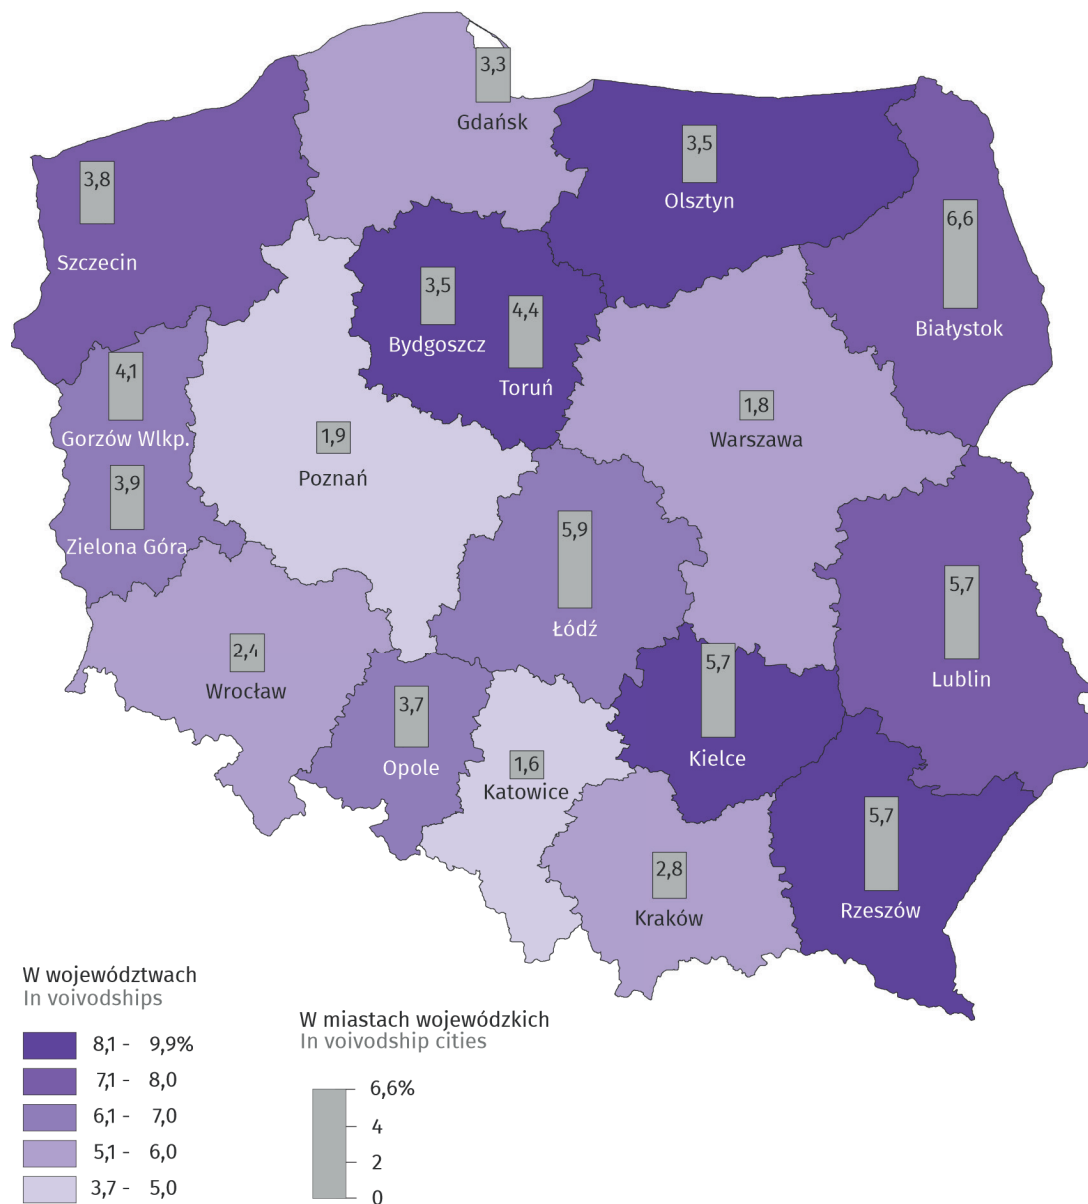 3,3
Gdańsk
3,5
Olsztyn
3,8
Szczecin
6,6
Białystok
3,5
Bydgoszcz
4,4
Toruń
4,1
Gorzów Wlkp.
1,9
Poznań
1,8
Warszawa
3,9
Zielona Góra
5,9
Łódź
5,7
Lublin
2,4
Wrocław
5,7
Kielce
3,7
Opole
1,6
Katowice
5,7
Rzeszów
2,8
Kraków
W województwach
In voivodships
8,1 - 9,9%
7,1 - 8,0
6,1 - 7,0
5,1 - 6,0
3,7 - 5,0
W miastach wojewódzkich
In voivodship cities
6,6%
4
2
0